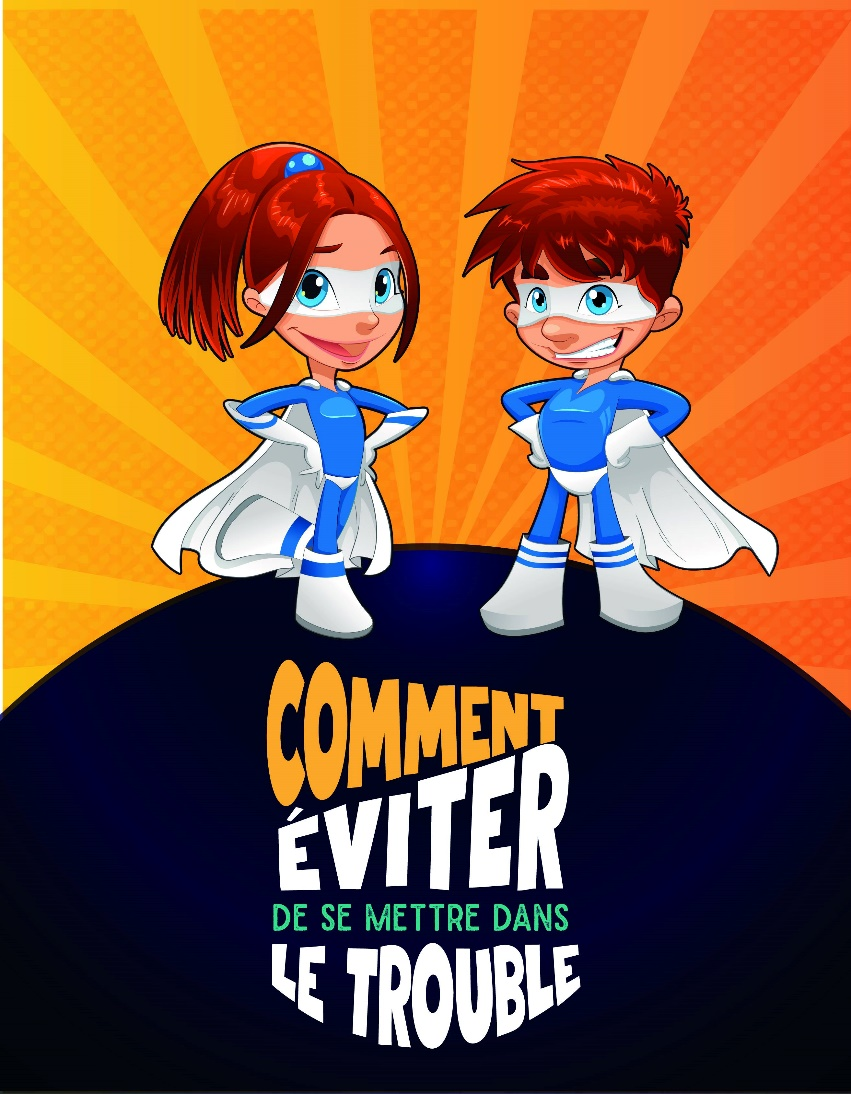 COMMENT
ÉVITER
DE SE METTRE DANS
LE TROUBLE